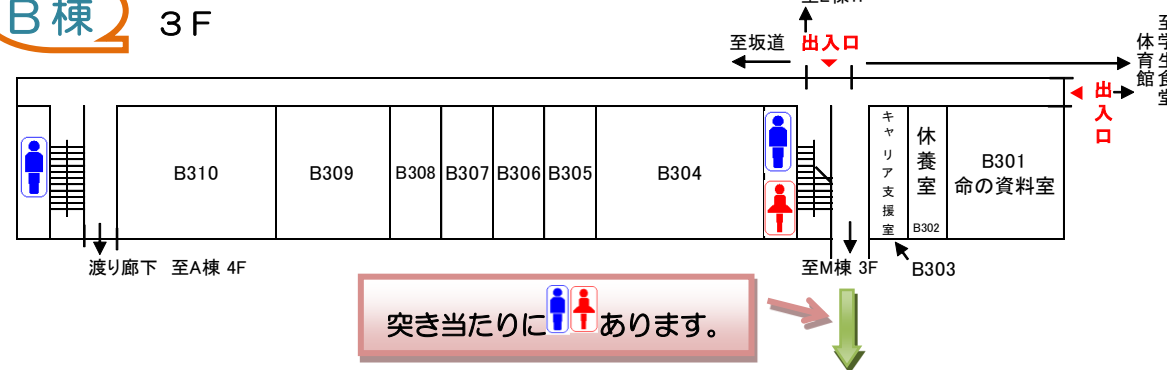 B棟
3F
至坂道
出入口
至学生食堂
体育館
出入口
B310
B309
B308
B307
B306
B305
B304
キャリア支援室
休養室
B302
B301
命の資料室
渡り廊下 至A棟 4F
至M棟 3F
B303
突き当たりに
あります。